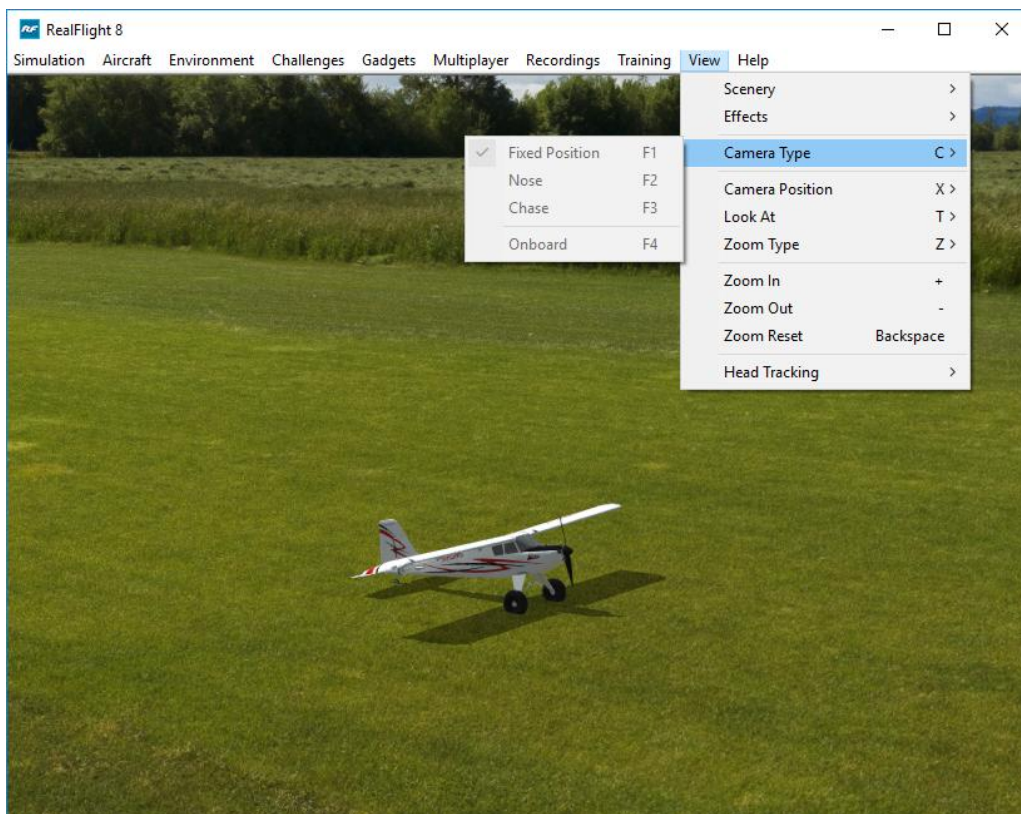 RF RealFlight 8
Simulation Aircraft Environment Challenges Gadgets Multiplayer Recordings Training View Help
Scenery >
Effects >
Camera Type C >
Camera Position X >
Look At T >
Zoom Type Z >
Zoom In +
Zoom Out -
Zoom Reset Backspace
Head Tracking >
Fixed Position F1
Nose F2
Chase F3
Onboard F4